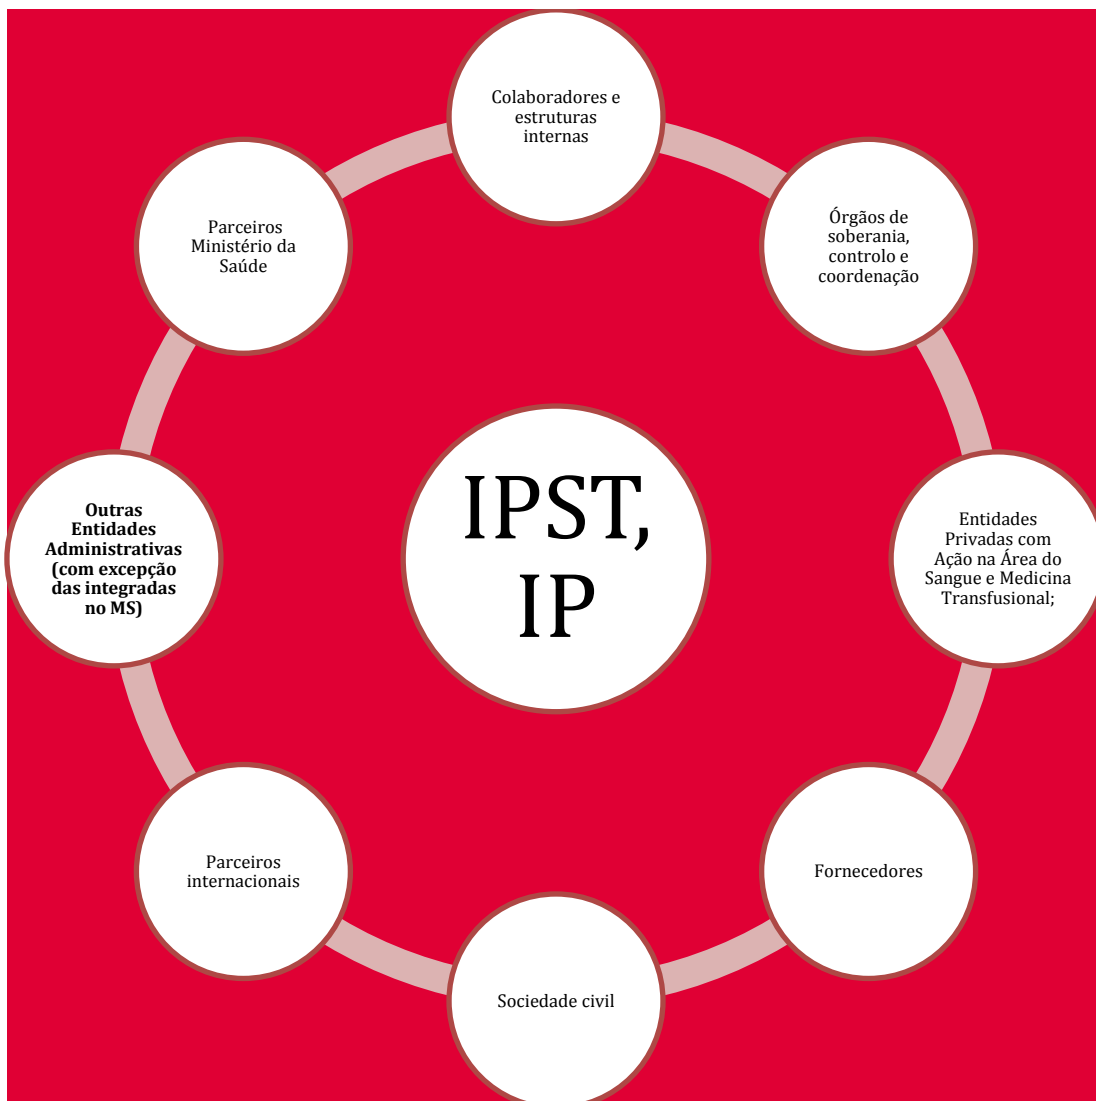 Colaboradores e
estruturas
internas
Órgãos de
soberania,
controlo e
coordenação
Entidades
Privadas com
Ação na Área do
Sangue e Medicina
Transfusional;
Fornecedores
Sociedade civil
Parceiros
internacionais
Outras
Entidades
Administrativas
(com excepção
das integradas
no MS)
Parceiros
Ministério da
Saúde
IPST,
IP